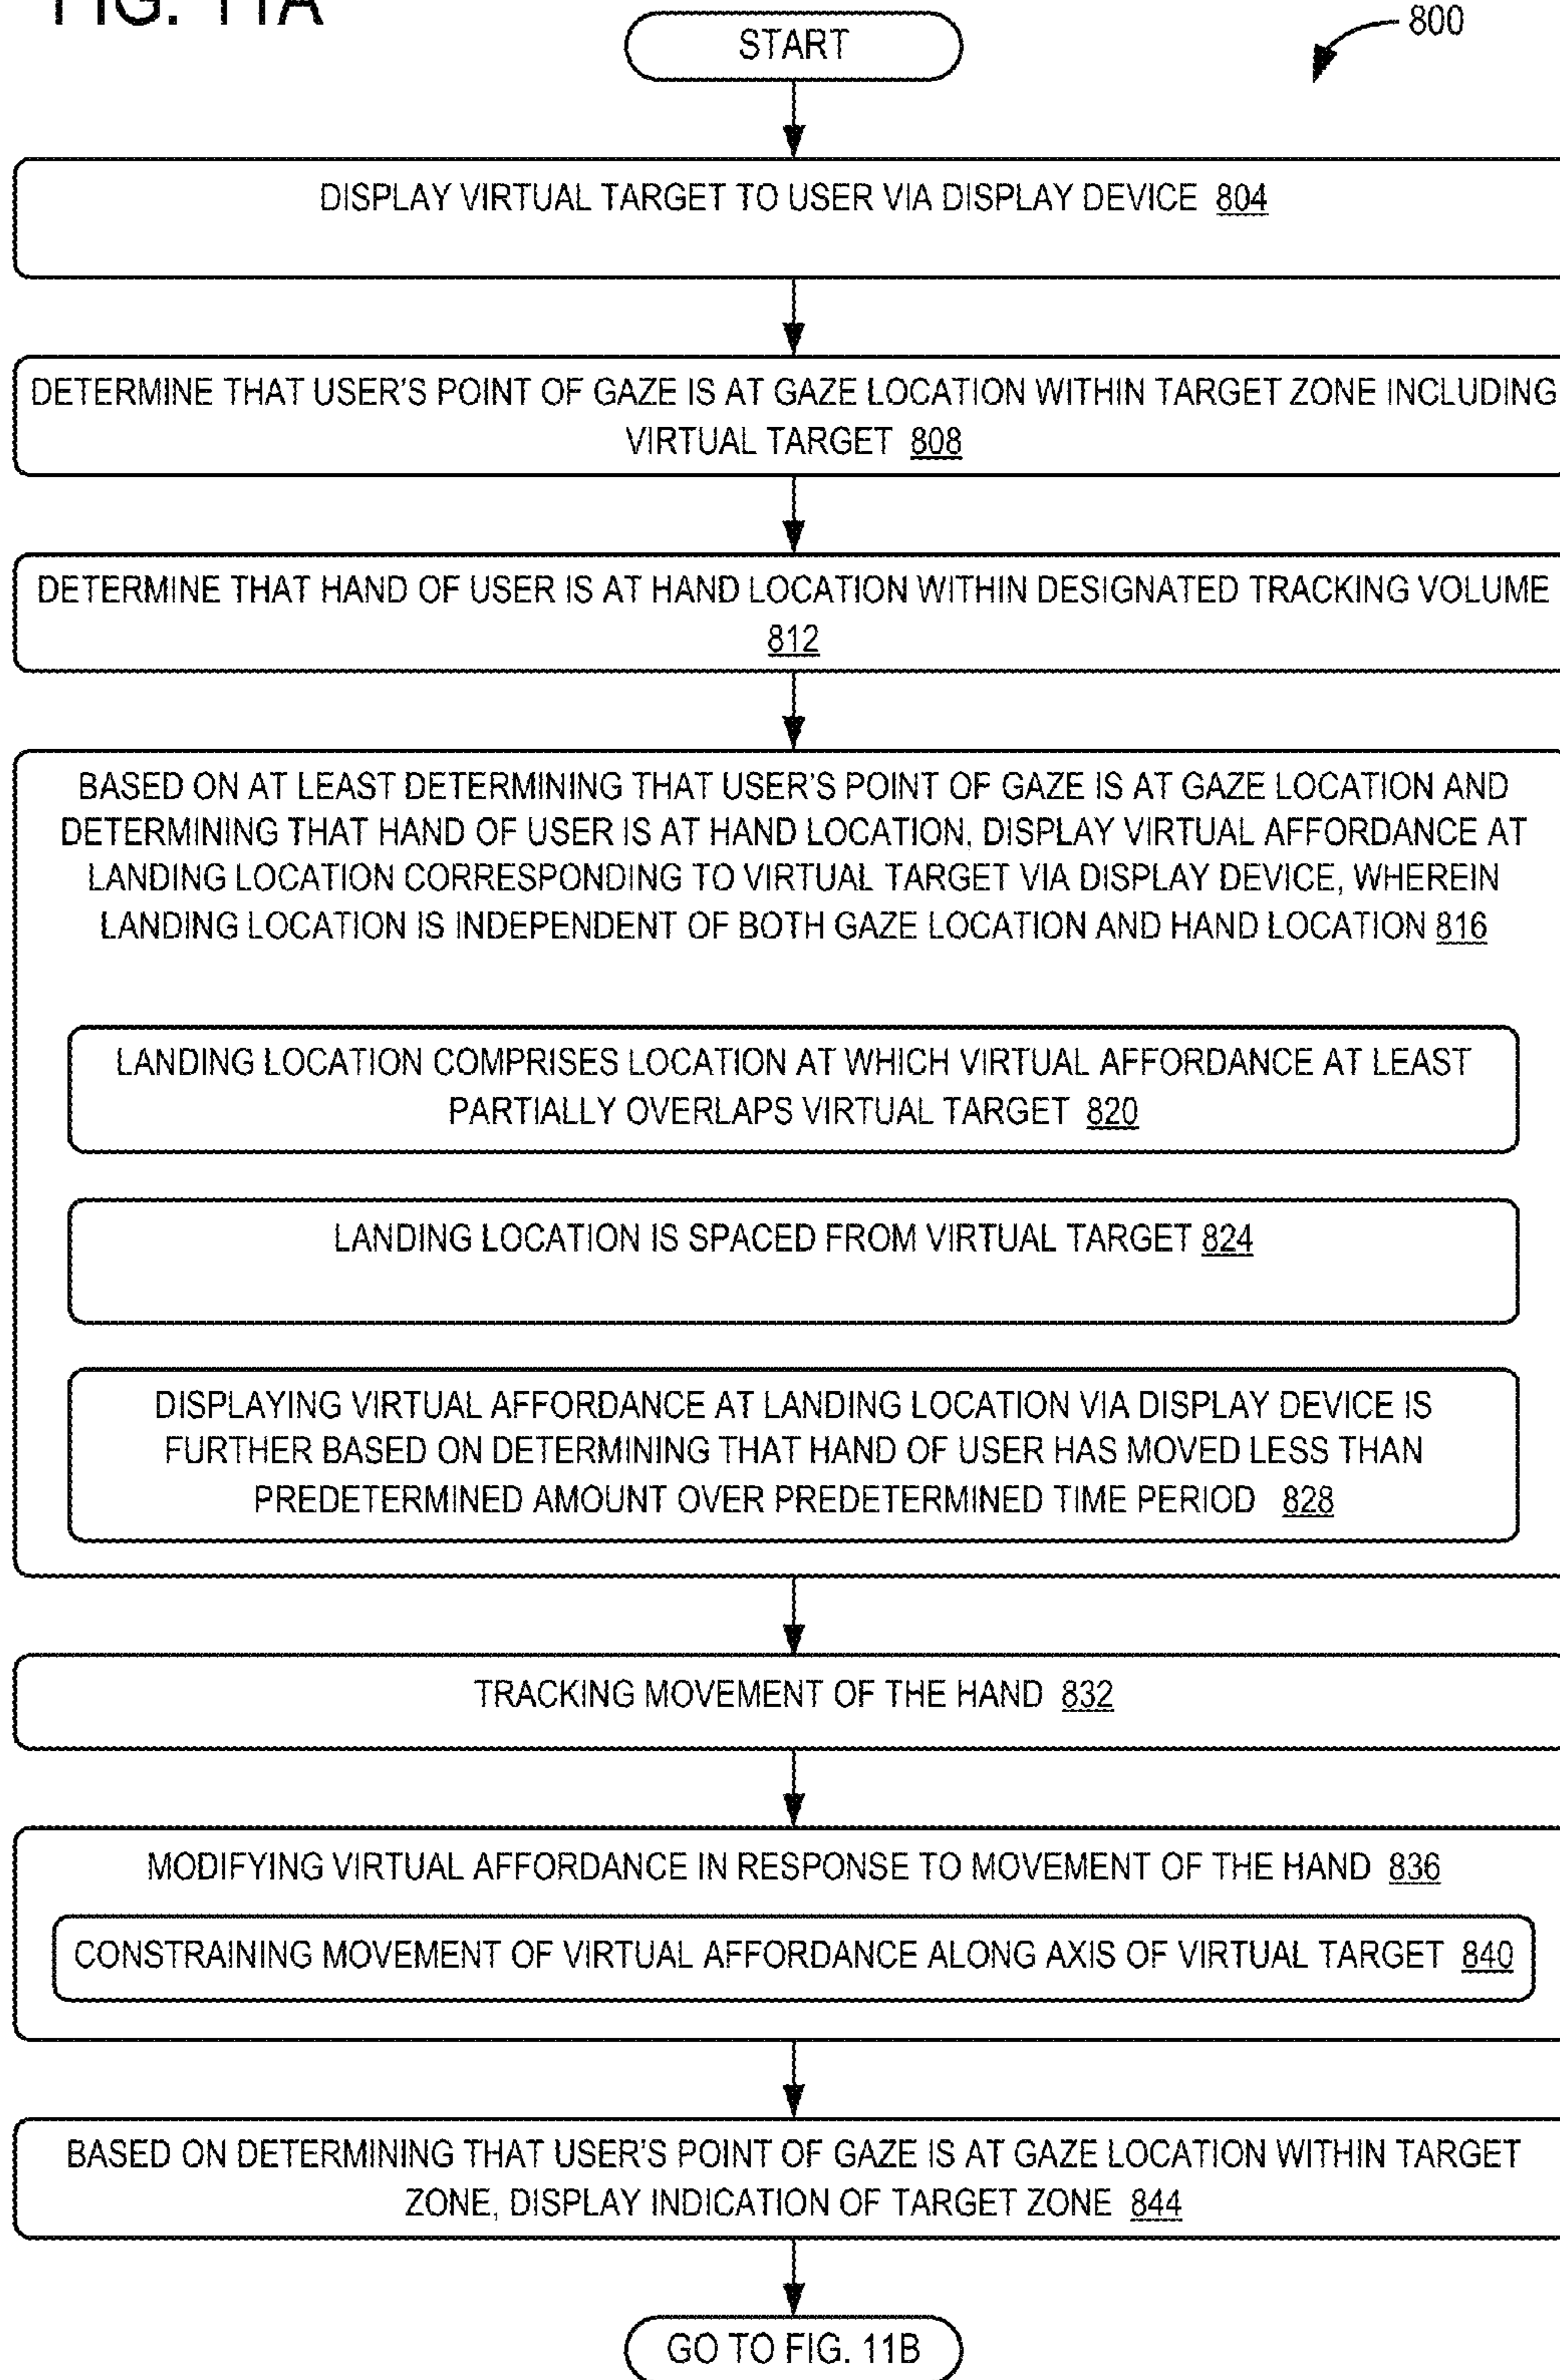 FIG. 11A
START
800
DISPLAY VIRTUAL TARGET TO USER VIA DISPLAY DEVICE 804
DETERMINE THAT USER'S POINT OF GAZE IS AT GAZE LOCATION WITHIN TARGET ZONE INCLUDING
VIRTUAL TARGET 808
DETERMINE THAT HAND OF USER IS AT HAND LOCATION WITHIN DESIGNATED TRACKING VOLUME
812
BASED ON AT LEAST DETERMINING THAT USER'S POINT OF GAZE IS AT GAZE LOCATION AND
DETERMINING THAT HAND OF USER IS AT HAND LOCATION, DISPLAY VIRTUAL AFFORDANCE AT
LANDING LOCATION CORRESPONDING TO VIRTUAL TARGET VIA DISPLAY DEVICE, WHEREIN
LANDING LOCATION IS INDEPENDENT OF BOTH GAZE LOCATION AND HAND LOCATION 816
LANDING LOCATION COMPRISES LOCATION AT WHICH VIRTUAL AFFORDANCE AT LEAST
PARTIALLY OVERLAPS VIRTUAL TARGET 820
LANDING LOCATION IS SPACED FROM VIRTUAL TARGET 824
DISPLAYING VIRTUAL AFFORDANCE AT LANDING LOCATION VIA DISPLAY DEVICE IS
FURTHER BASED ON DETERMINING THAT HAND OF USER HAS MOVED LESS THAN
PREDETERMINED AMOUNT OVER PREDETERMINED TIME PERIOD 828
TRACKING MOVEMENT OF THE HAND 832
MODIFYING VIRTUAL AFFORDANCE IN RESPONSE TO MOVEMENT OF THE HAND 836
CONSTRAINING MOVEMENT OF VIRTUAL AFFORDANCE ALONG AXIS OF VIRTUAL TARGET 840
BASED ON DETERMINING THAT USER'S POINT OF GAZE IS AT GAZE LOCATION WITHIN TARGET
ZONE, DISPLAY INDICATION OF TARGET ZONE 844
GO TO FIG. 11B